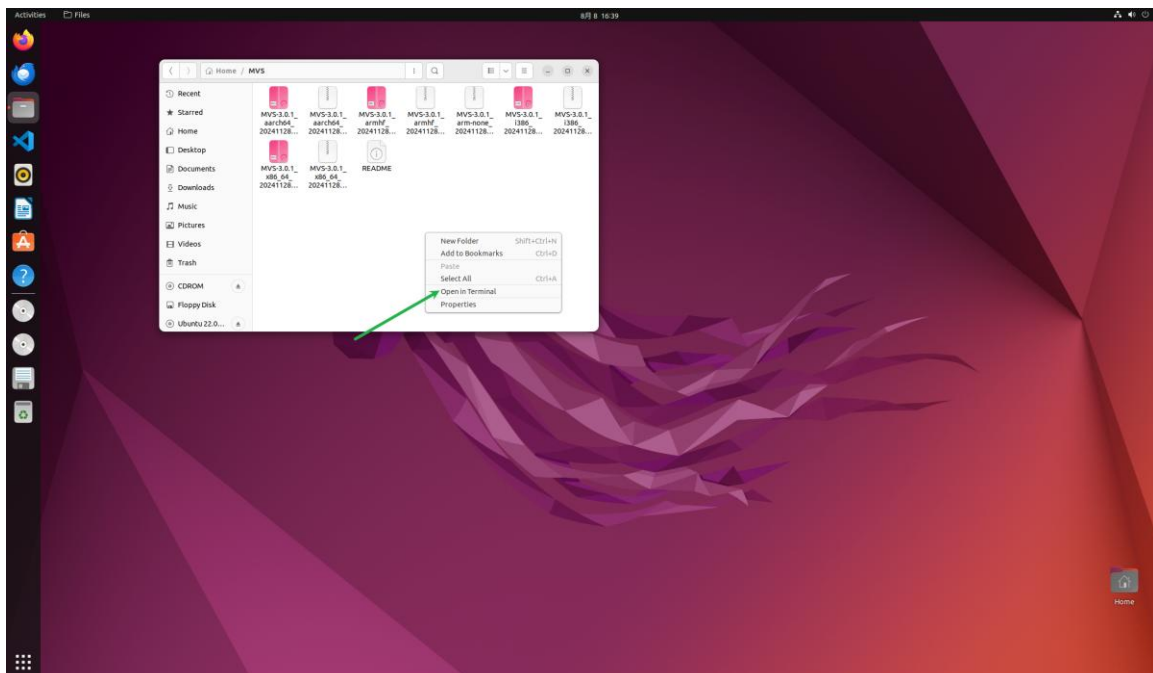 Activities Files 8月 8 16:39
Home / MVS
Recent
Starred
Home
Desktop
Documents
Downloads
Music
Pictures
Videos
Trash
CDROM
Floppy Disk
Ubuntu 22.0...
MVS-3.0.1_
aarch64_
20241128...
MVS-3.0.1_
aarch64_
20241128...
MVS-3.0.1_
armhf_
20241128...
MVS-3.0.1_
armhf_
20241128...
MVS-3.0.1_
arm-none_
20241128...
MVS-3.0.1_
i386_
20241128...
MVS-3.0.1_
i386_
20241128...
MVS-3.0.1_
x86_64_
20241128...
MVS-3.0.1_
x86_64_
20241128...
README
New Folder Shift+Ctrl+N
Add to Bookmarks Ctrl+D
Paste
Select All Ctrl+A
Open in Terminal
Properties
Home